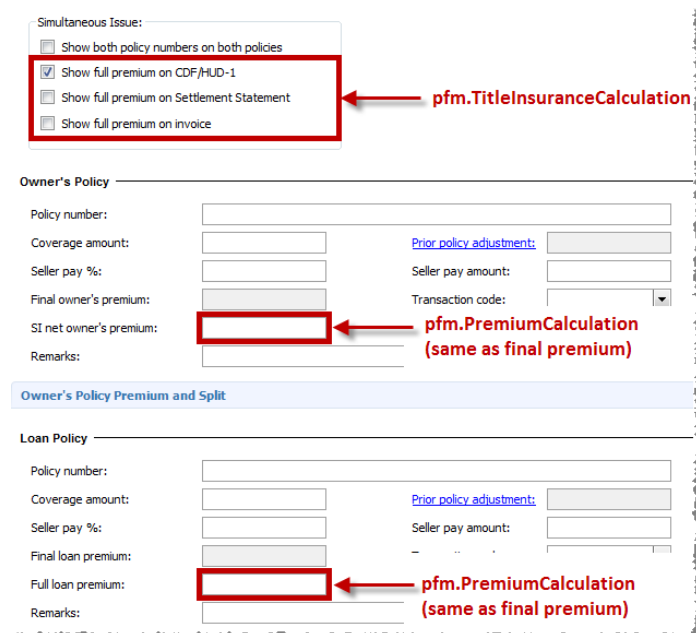 Simultaneous Issue:
Show both policy numbers on both policies
Show full premium on CDF/HUD-1
Show full premium on Settlement Statement
pfm.TitleInsuranceCalculation
Show full premium on invoice
Owner's Policy
Policy number:
Coverage amount: Prior policy adjustment:
Seller pay %: Seller pay amount:
Final owner's premium: Transaction code:
SI net owner's premium: pfm.PremiumCalculation
(same as final premium)
Remarks:
Owner's Policy Premium and Split
Loan Policy
Policy number:
Coverage amount: Prior policy adjustment:
Seller pay %: Seller pay amount:
Final loan premium:
Full loan premium: pfm.PremiumCalculation
(same as final premium)
Remarks: